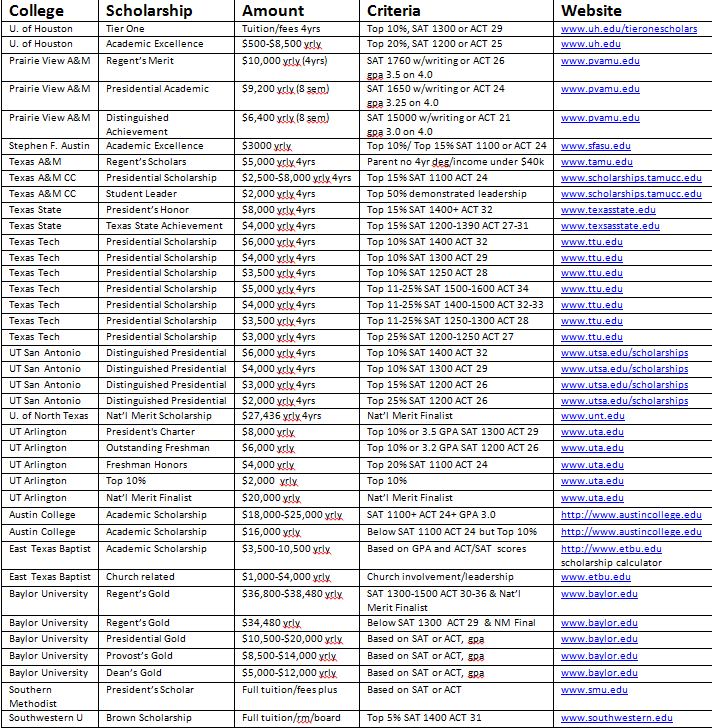 College Scholarship Amount Criteria Website
U. of Houston Tier One Tuition/fees 4yrs Top 10%, SAT 1300 or ACT 29 www.uh.edu/tieronescholars
U. of Houston Academic Excellence $500-$8,500 yrly Top 20%, SAT 1200 or ACT 25 www.uh.edu
Prairie View A&M Regent's Merit $10,000 yrly (4yrs) SAT 1760 w/writing or ACT 26 www.pvamu.edu
gpa 3.5 on 4.0
Prairie View A&M Presidential Academic $9,200 yrly (8 sem) SAT 1650 w/writing or ACT 24 www.pvamu.edu
gpa 3.25 on 4.0
Prairie View A&M Distinguished $6,400 yrly (8 sem) SAT 15000 w/writing or ACT 21 www.pvamu.edu
Achievement gpa 3.0 on 4.0
Stephen F. Austin Academic Excellence $3000 yrly Top 10%/ Top 15% SAT 1100 or ACT 24 www.sfasu.edu
Texas A&M Regent's Scholars $5,000 yrly 4yrs Parent no 4yr deg/income under $40k www.tamu.edu
Texas A&M CC Presidential Scholarship $2,500-$8,000 yrly 4yrs Top 15% SAT 1100 ACT 24 www.scholarships.tamucc.edu
Texas A&M CC Student Leader $2,000 yrly 4yrs Top 50% demonstrated leadership www.scholarships.tamucc.edu
Texas State President's Honor $8,000 yrly 4yrs Top 15% SAT 1400+ ACT 32 www.texasstate.edu
Texas State Texas State Achievement $4,000 yrly 4yrs Top 15% SAT 1200-1390 ACT 27-31 www.texsasstate.edu
Texas Tech Presidential Scholarship $6,000 yrly 4yrs Top 10% SAT 1400 ACT 32 www.ttu.edu
Texas Tech Presidential Scholarship $4,000 yrly 4yrs Top 10% SAT 1300 ACT 29 www.ttu.edu
Texas Tech Presidential Scholarship $3,500 yrly 4yrs Top 10% 1250 ACT 28 www.ttu.edu
Texas Tech Presidential Scholarship $5,000 yrly 4yrs Top 11-25% SAT 1500-1600 ACT 34 www.ttu.edu
Texas Tech Presidential Scholarship $4,000 yrly 4yrs Top 11-25% SAT 1400-1500 ACT 32-33 www.ttu.edu
Texas Tech Presidential Scholarship $3,500 yrly 4yrs Top 11-25% SAT 1250-1300 ACT 28 www.ttu.edu
Texas Tech Presidential Scholarship $3,000 yrly 4yrs Top 25% SAT 1200-1250 ACT 27 www.ttu.edu
UT San Antonio Distinguished Presidential $6,000 yrly 4yrs Top 10% SAT 1400 ACT 32 www.utsa.edu/scholarships
UT San Antonio Distinguished Presidential $4,000 yrly 4yrs Top 10% SAT 1300 ACT 29 www.utsa.edu/scholarships
UT San Antonio Distinguished Presidential $3,000 yrly 4yrs Top 15% SAT 1200 ACT 26 www.utsa.edu/scholarships
UT San Antonio Distinguished Presidential $2,000 yrly 4yrs Top 25% SAT 1200 ACT 26 www.utsa.edu/scholarships
U. of North Texas Nat'l Merit Scholarship $27,436 yrly 4yrs Nat'l Merit Finalist www.unt.edu
UT Arlington President's Charter $8,000 yrly Top 10% or 3.5 GPA SAT 1300 ACT 29 www.uta.edu
UT Arlington Outstanding Freshman $6,000 yrly Top 10% or 3.2 GPA SAT 1200 ACT 26 www.uta.edu
UT Arlington Freshman Honors $4,000 yrly Top 20% SAT 1100 ACT 24 www.uta.edu
UT Arlington Top 10% $2,000 yrly Top 10% www.uta.edu
UT Arlington Nat'l Merit Finalist $20,000 yrly Nat'l Merit Finalist www.uta.edu
Austin College Academic Scholarship $18,000-$25,000 yrly SAT 1100+ ACT 24+ GPA 3.0 http://www.austincollege.edu
Austin College Academic Scholarship $16,000 yrly Below SAT 1100 ACT 24 but Top 10% http://www.austincollege.edu
East Texas Baptist Academic Scholarship $3,500-10,500 yrly Based on GPA and ACT/SAT scores http://www.etbu.edu
scholarship calculator
East Texas Baptist Church related $1,000-$4,000 yrly Church involvement/leadership www.etbu.edu
Baylor University Regent's Gold $36,800-$38,480 yrly SAT 1300-1500 ACT 30-36 & Nat'l www.baylor.edu
Merit Finalist
Baylor University Regent's Gold $34,480 yrly Below SAT 1300 ACT 29 & NM Final www.baylor.edu
Baylor University Presidential Gold $10,500-$20,000 yrly Based on SAT or ACT, gpa www.baylor.edu
Baylor University Provost's Gold $8,500-$14,000 yrly Based on SAT or ACT, gpa www.baylor.edu
Baylor University Dean's Gold $5,000-$12,000 yrly Based on SAT or ACT, gpa www.baylor.edu
Southern President's Scholar Full tuition/fees plus Based on SAT or ACT www.smu.edu
Methodist
Southwestern U Brown Scholarship Full tuition/rm/board Top 5% SAT 1400 ACT 31 www.southwestern.edu